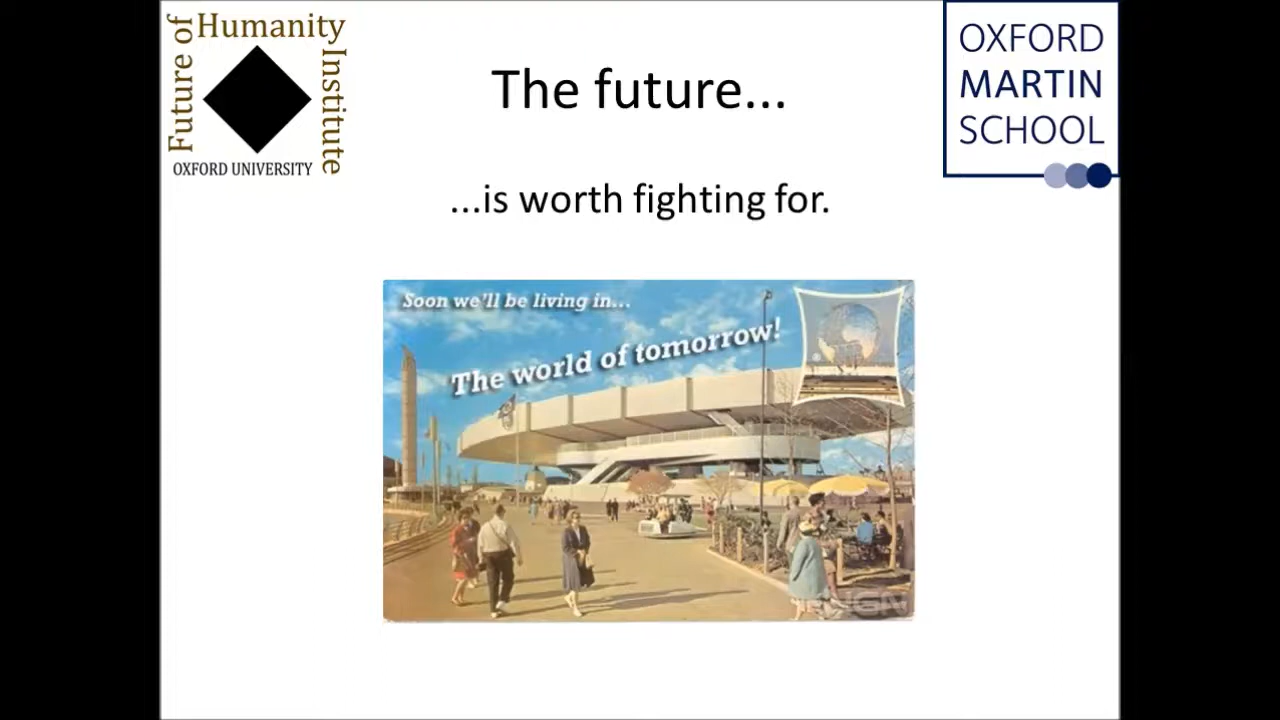 Future of
Humanity
Institute
OXFORD UNIVERSITY
OXFORD
MARTIN
SCHOOL
The future...
...is worth fighting for.
Soon we'll be living in...
The world of tomorrow!
IGN